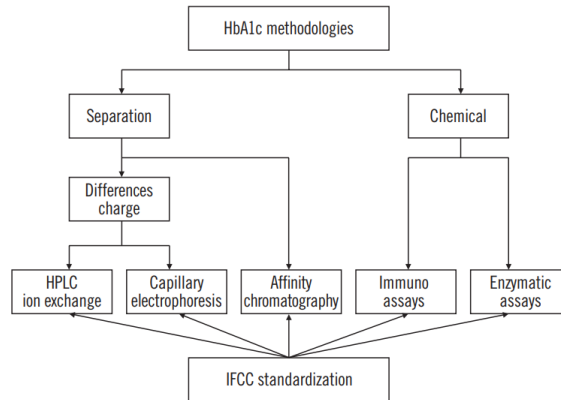 HbA1c methodologies
Separation
Chemical
Differences
charge
HPLC
ion exchange
Capillary
electrophoresis
Affinity
chromatography
Immuno
assays
Enzymatic
assays
IFCC standardization